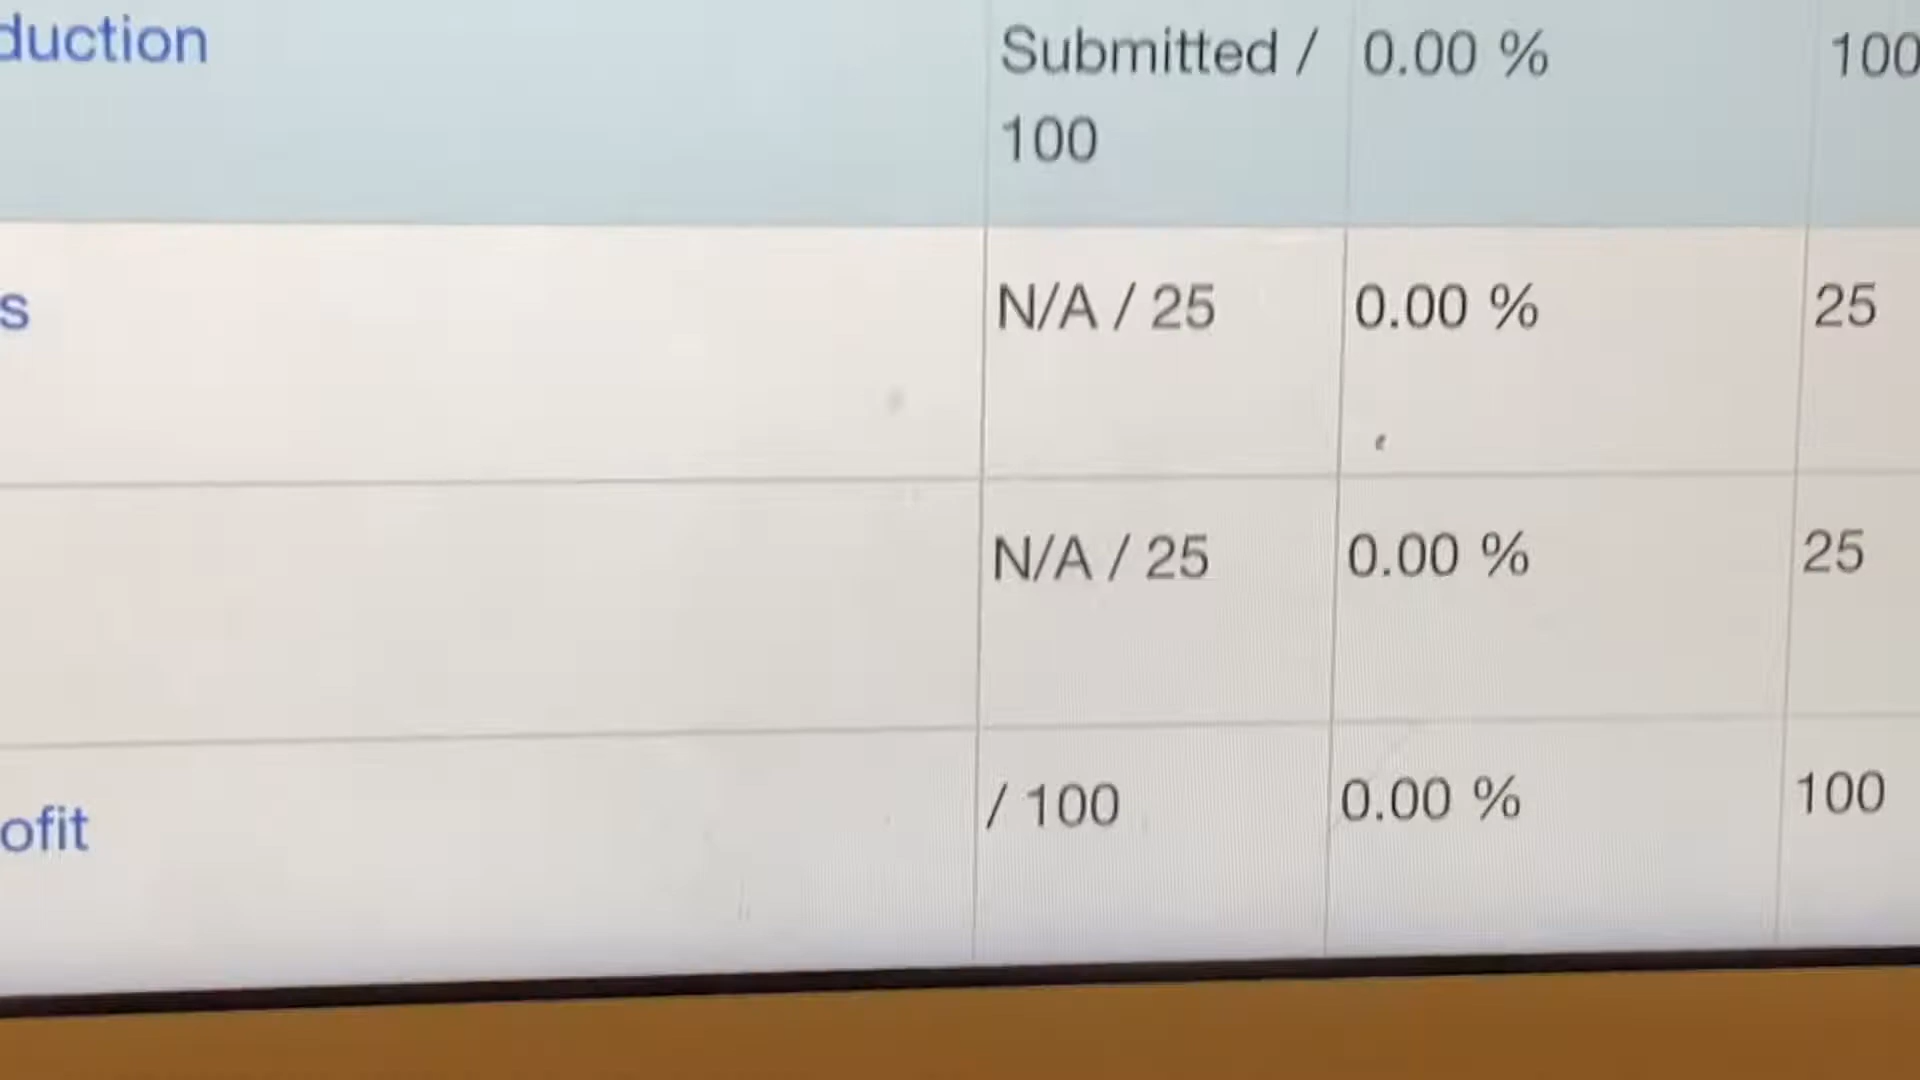 duction Submitted / 0.00 % 100
100
s N/A / 25 0.00 % 25
N/A / 25 0.00 % 25
ofit / 100 0.00 % 100